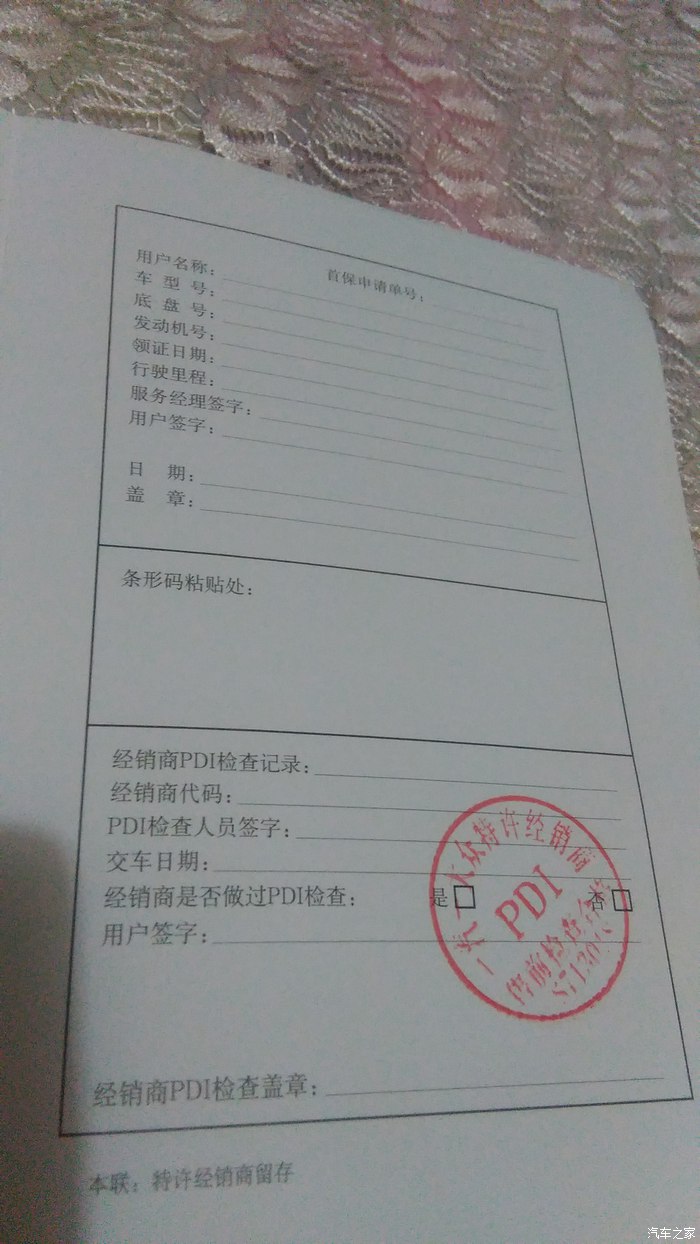 首保申请单号：
用户名称：
车 型 号：
底 盘 号：
发动机号：
领证日期：
行驶里程：
服务经理签字：
用户签字：
日 期：
盖 章：
条形码粘贴处：
经销商PDI检查记录：
经销商代码：
PDI检查人员签字：
交车日期：
经销商是否做过PDI检查： 是□ 否□
用户签字：
一汽-大众特许经销商
PDI
售前检查合格
经销商PDI检查盖章：
本联：特许经销商留存
汽车之家